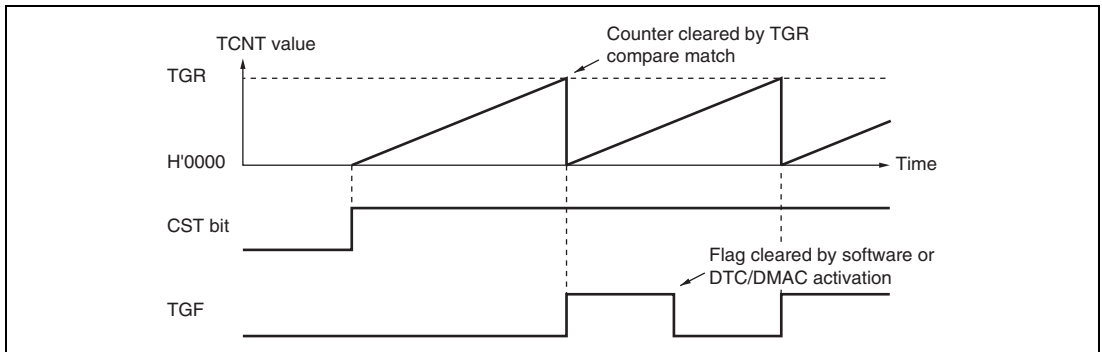 TCNT value
Counter cleared by TGR
compare match
TGR
H'0000
Time
CST bit
Flag cleared by software or
DTC/DMAC activation
TGF